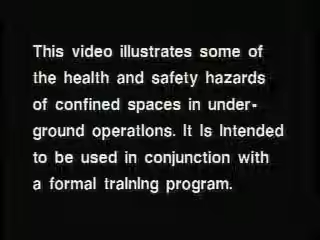 This video illustrates some of
the health and safety hazards
of confined spaces in under-
ground operations. It is intended
to be used in conjunction with
a formal training program.